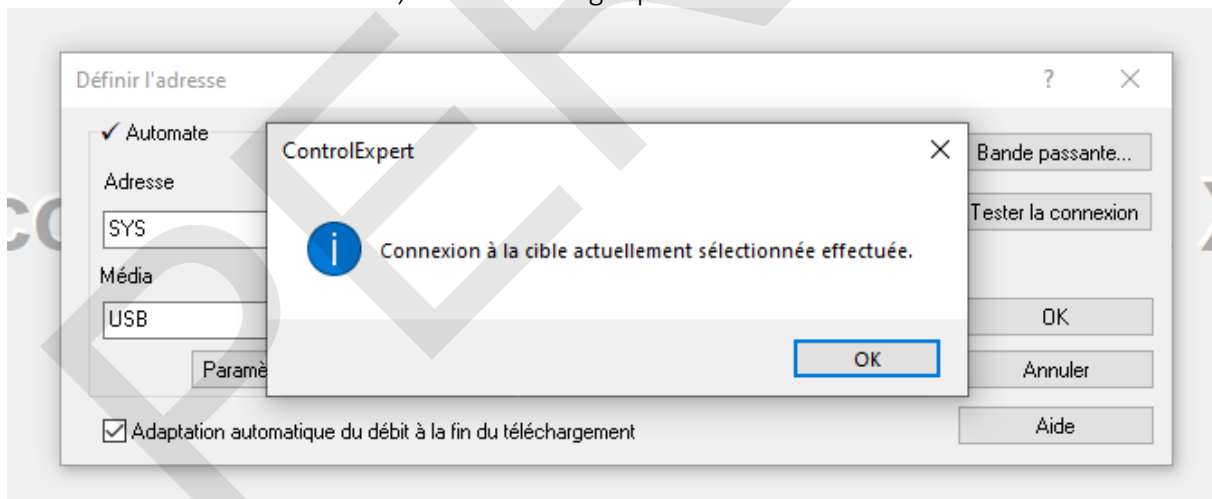 Définir l'adresse
?
Automate
ControlExpert
Bande passante...
Adresse
Tester la connexion
SYS
Connexion à la cible actuellement sélectionnée effectuée.
Média
USB
OK
OK
Paramè
Annuler
Adaptation automatique du débit à la fin du téléchargement
Aide